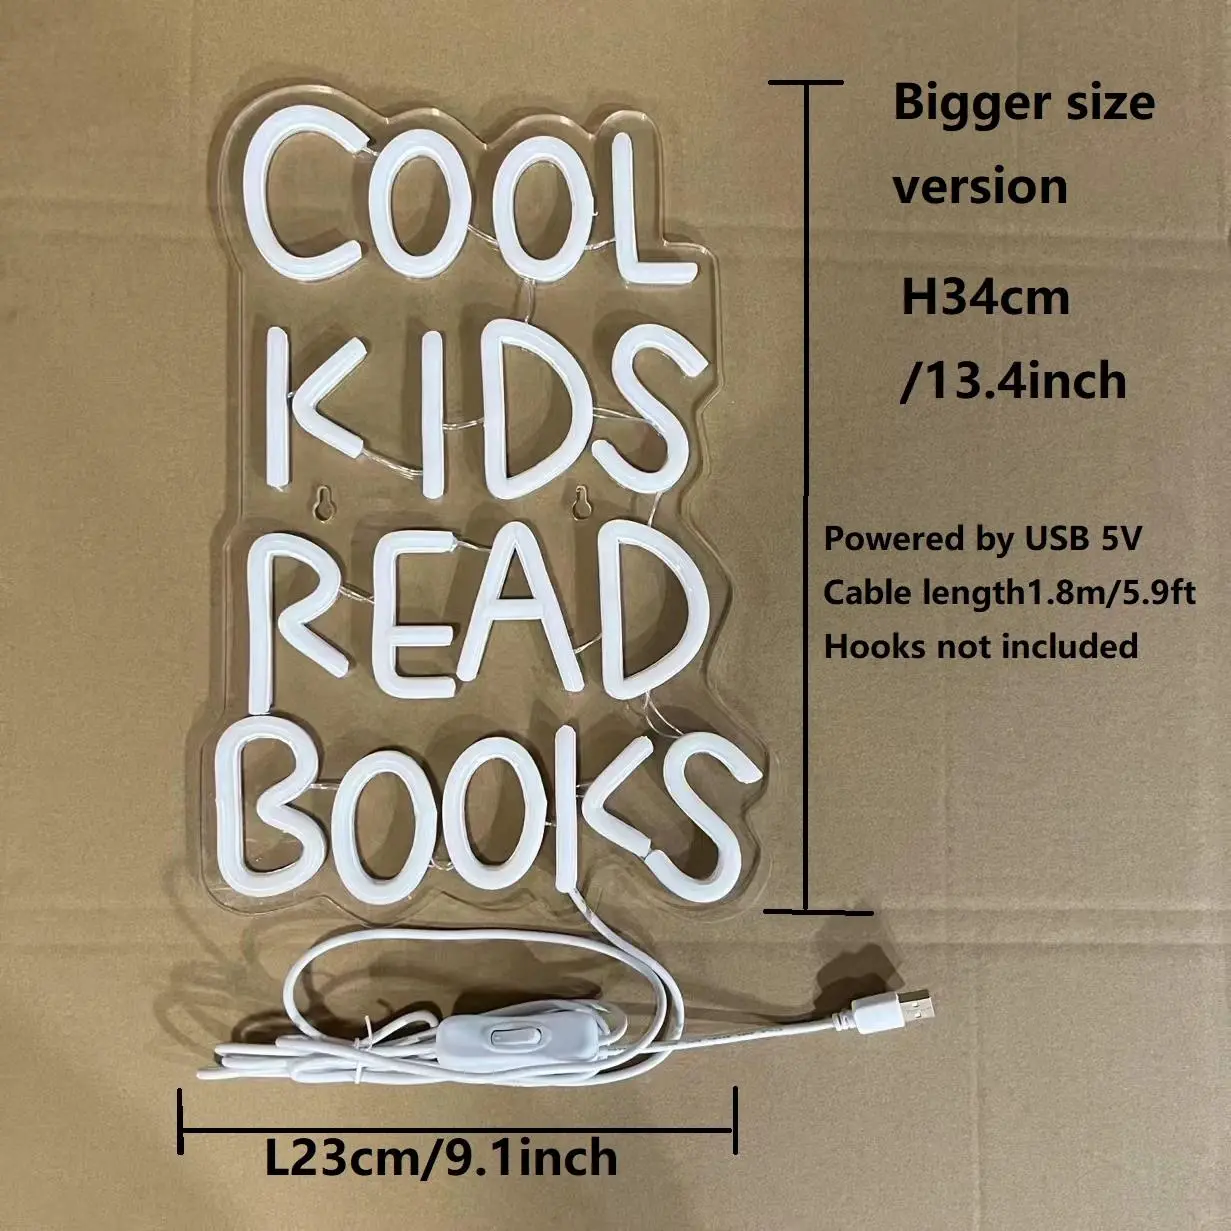 COOL
KIDS
READ
BOOKS
Bigger size
version
H34cm
/13.4inch
Powered by USB 5V
Cable length1.8m/5.9ft
Hooks not included
L23cm/9.1inch